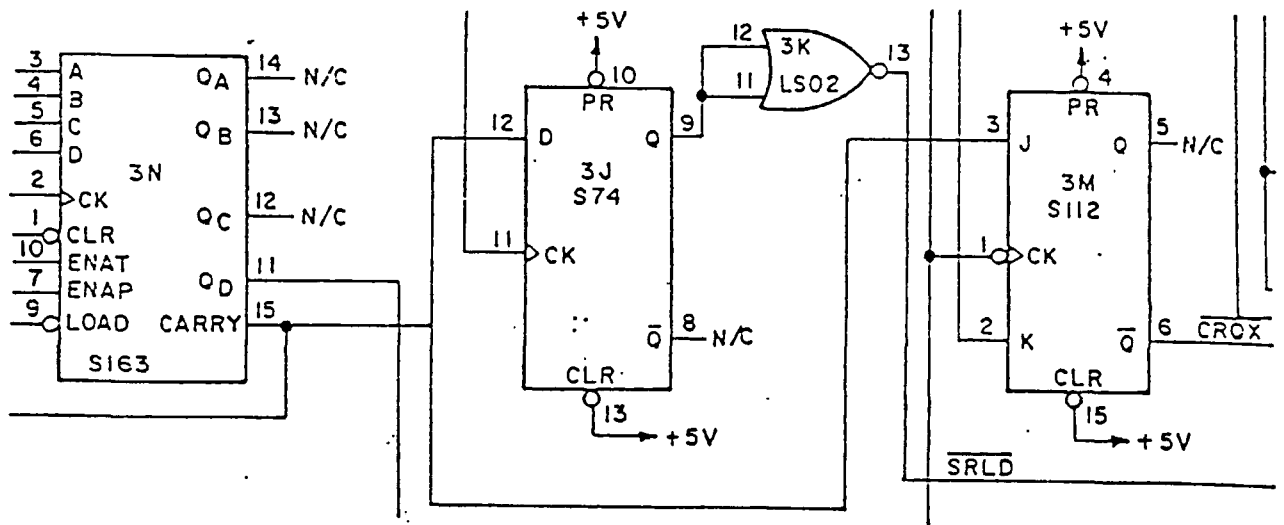 3 A QA 14 N/C
4 B
5 C QB 13 N/C
6 D
3N
2 CK
QC 12 N/C
1 CLR
10 ENAT
7 ENAP QD 11
9 LOAD CARRY 15
S163
+5V
10
PR
12 D Q 9
3J
S74
11 CK
Q 8 N/C
CLR
13
+5V
12 3K 13
11 LS02
+5V
4
PR
3 J Q 5 N/C
3M
S112
1 CK
2 K Q 6 CROX
CLR
15
+5V
SRLD